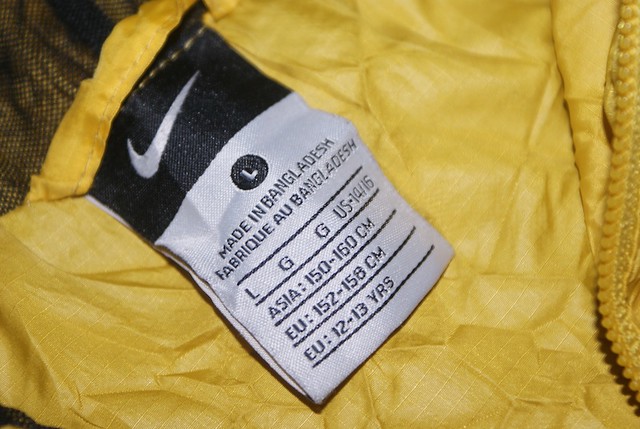 L
MADE IN BANGLADESH
FABRIQUE AU BANGLADESH
L G G US-14/16
ASIA: 150-160 CM
EU: 152-158 CM
EU: 12-13 YRS